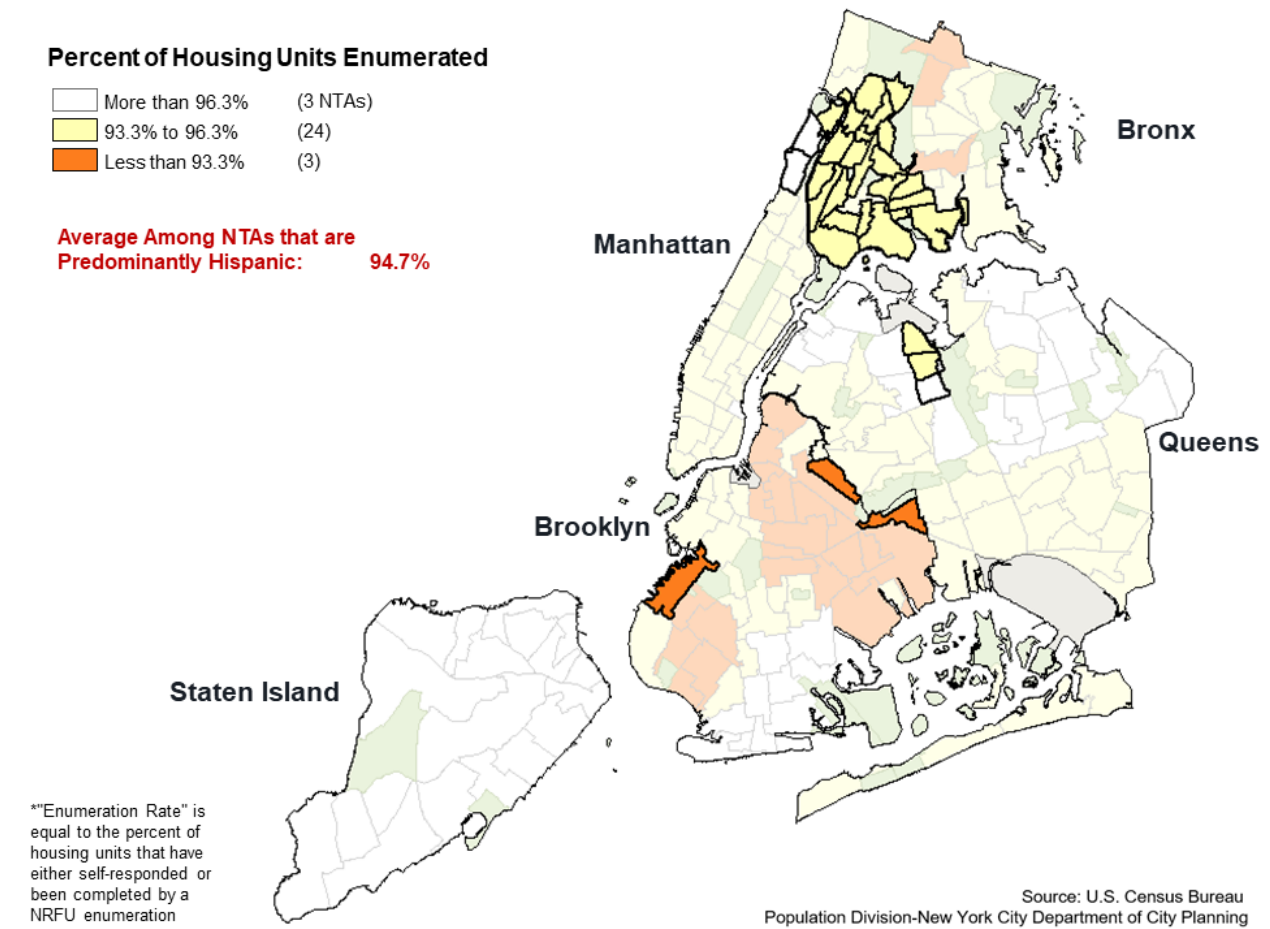 Percent of Housing Units Enumerated
More than 96.3% (3 NTAs)
93.3% to 96.3% (24)
Less than 93.3% (3)
Average Among NTAs that are
Predominantly Hispanic: 94.7%
Bronx
Manhattan
Queens
Brooklyn
Staten Island
*"Enumeration Rate" is
equal to the percent of
housing units that have
either self-responded or
been completed by a
NRFU enumeration
Source: U.S. Census Bureau
Population Division-New York City Department of City Planning